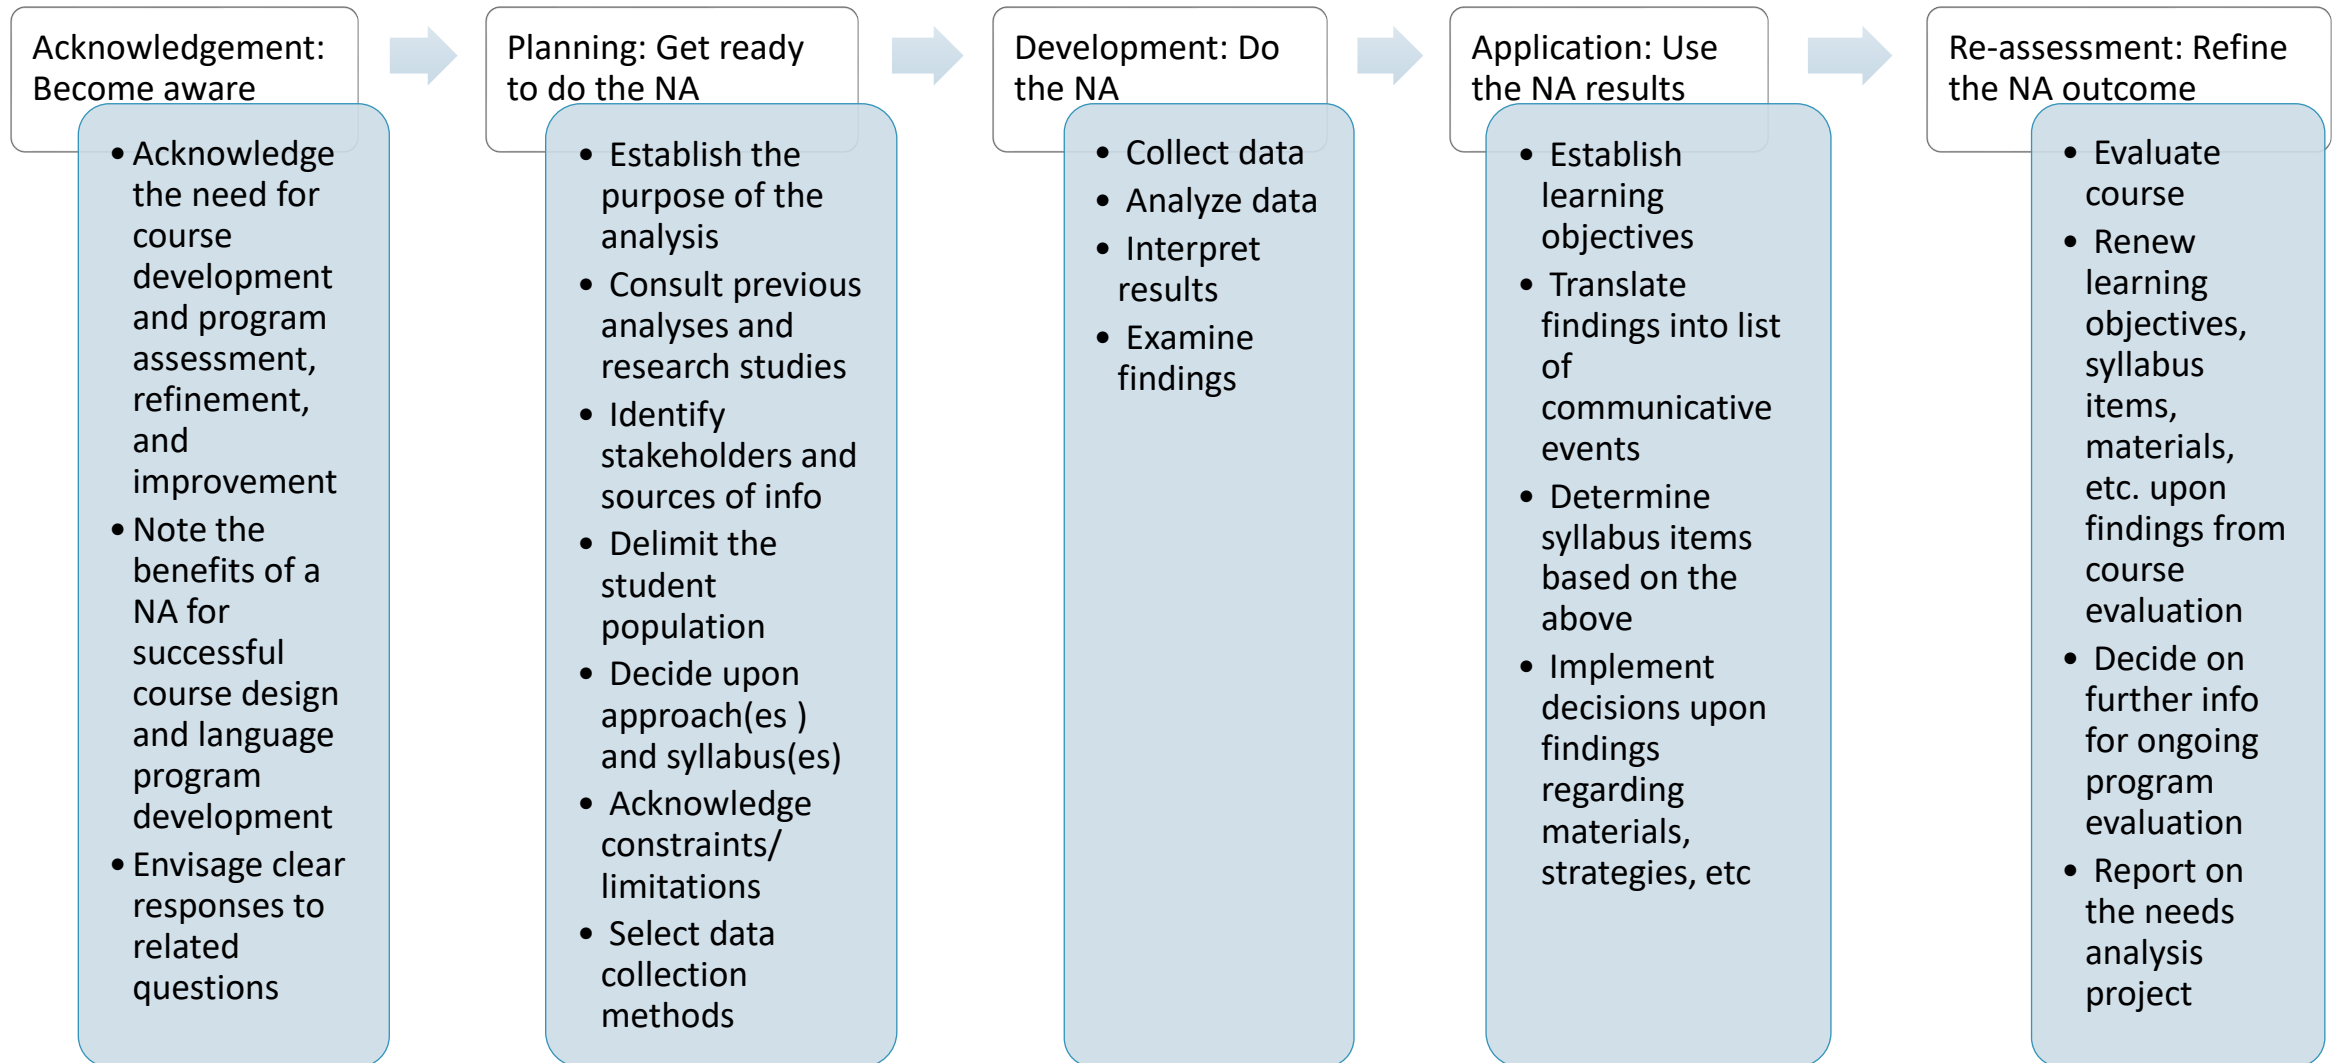 Acknowledgement:
Become aware
• Acknowledge
the need for
course
development
and program
assessment,
refinement,
and
improvement
• Note the
benefits of a
NA for
successful
course design
and language
program
development
• Envisage clear
responses to
related
questions
Planning: Get ready
to do the NA
• Establish the
purpose of the
analysis
• Consult previous
analyses and
research studies
• Identify
stakeholders and
sources of info
• Delimit the
student
population
• Decide upon
approach(es )
and syllabus(es)
• Acknowledge
constraints/
limitations
• Select data
collection
methods
Development: Do
the NA
• Collect data
• Analyze data
• Interpret
results
• Examine
findings
Application: Use
the NA results
• Establish
learning
objectives
• Translate
findings into list
of
communicative
events
• Determine
syllabus items
based on the
above
• Implement
decisions upon
findings
regarding
materials,
strategies, etc
Re-assessment: Refine
the NA outcome
• Evaluate
course
• Renew
learning
objectives,
syllabus
items,
materials,
etc. upon
findings from
course
evaluation
• Decide on
further info
for ongoing
program
evaluation
• Report on
the needs
analysis
project